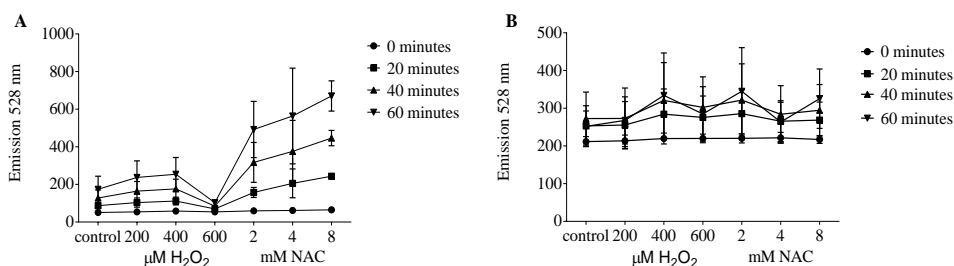 A
Emission 528 nm
1000
800
600
400
200
0
control 200 400 600 2 4 8
μM H₂O₂ mM NAC
0 minutes
20 minutes
40 minutes
60 minutes
B
Emission 528 nm
500
400
300
200
100
0
control 200 400 600 2 4 8
μM H₂O₂ mM NAC
0 minutes
20 minutes
40 minutes
60 minutes